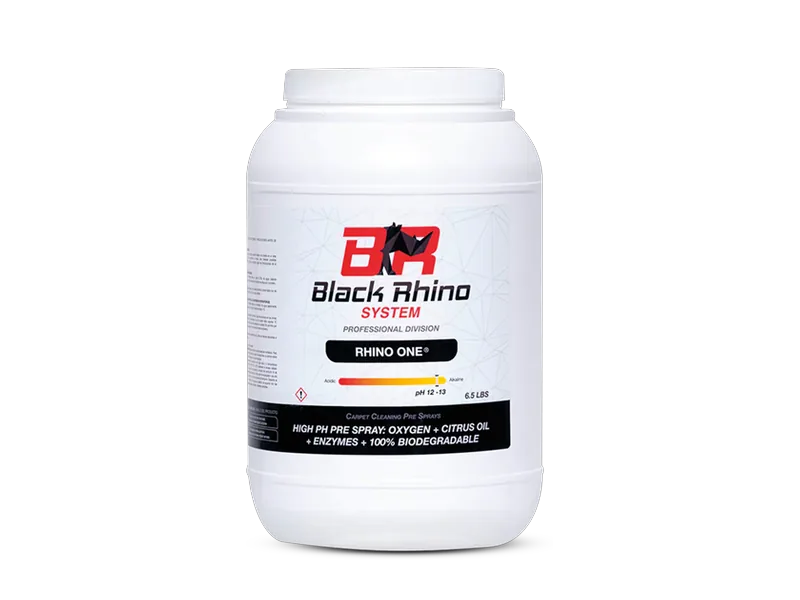 BR
Black Rhino
SYSTEM
PROFESSIONAL DIVISION
RHINO ONE®
Acidic
Alkaline
pH 12 -13
6.5 LBS
CARPET CLEANING PRE SPRAYS
HIGH PH PRE SPRAY: OXYGEN + CITRUS OIL
+ ENZYMES + 100% BIODEGRADABLE